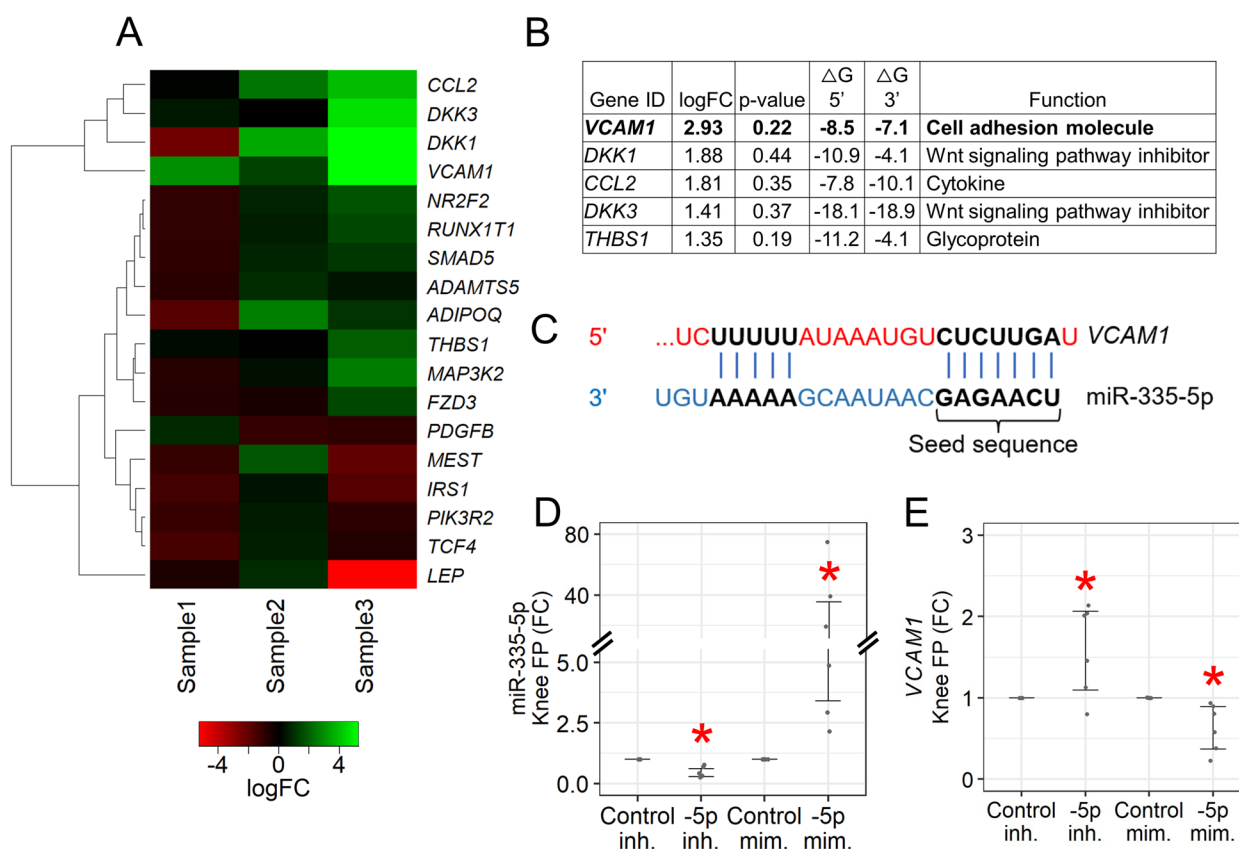 A
CCL2
DKK3
DKK1
VCAM1
NR2F2
RUNX1T1
SMAD5
ADAMTS5
ADIPOQ
THBS1
MAP3K2
FZD3
PDGFB
MEST
IRS1
PIK3R2
TCF4
LEP
Sample1 Sample2 Sample3
-4 0 4
logFC
B
Gene ID logFC p-value △G 5' △G 3' Function
VCAM1 2.93 0.22 -8.5 -7.1 Cell adhesion molecule
DKK1 1.88 0.44 -10.9 -4.1 Wnt signaling pathway inhibitor
CCL2 1.81 0.35 -7.8 -10.1 Cytokine
DKK3 1.41 0.37 -18.1 -18.9 Wnt signaling pathway inhibitor
THBS1 1.35 0.19 -11.2 -4.1 Glycoprotein
C
5' ...UCUUUUUAUAAAUGUCUCUUGAU VCAM1
3' UGUAAAAAGCAAUAACGAGAACU miR-335-5p
Seed sequence
D
miR-335-5p
Knee FP (FC)
80
40
5.0
2.5
0.0
*
*
Control inh. -5p inh. Control mim. -5p mim.
E
VCAM1
Knee FP (FC)
3
2
1
0
*
*
Control inh. -5p inh. Control mim. -5p mim.